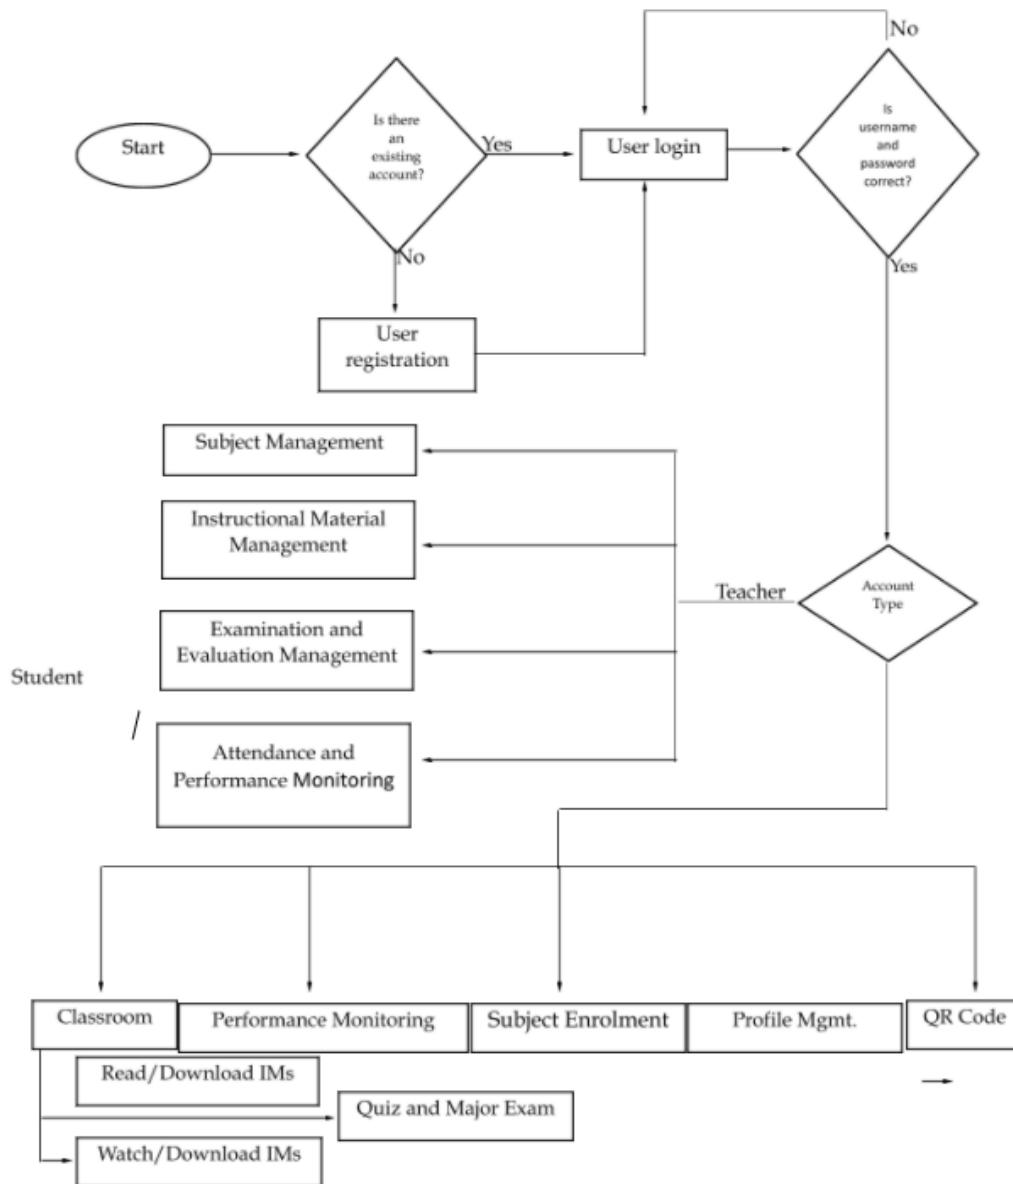 No
Is there
an
existing
account?
Is
username
and
password
correct?
Start
Yes
User login
No
Yes
User
registration
Subject Management
Instructional Material
Management
Teacher
Account
Type
Examination and
Evaluation Management
Student
/
Attendance and
Performance Monitoring
Classroom
Performance Monitoring
Subject Enrolment
Profile Mgmt.
QR Code
Read/Download IMs
Quiz and Major Exam
Watch/Download IMs